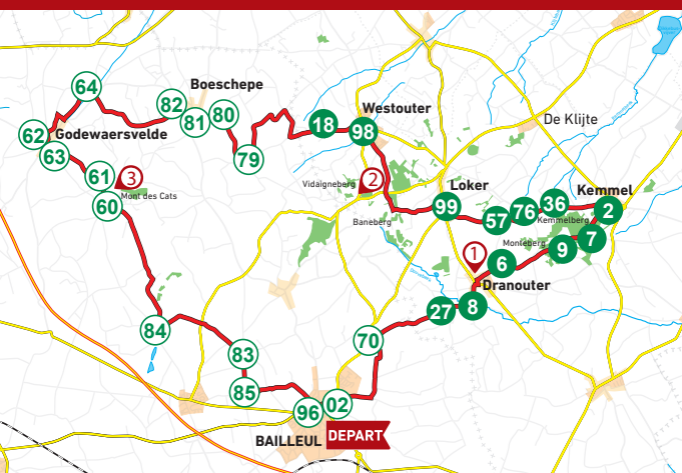 64
Boeschepe
82
81
80
62
Godewaersvelde
63
79
18
Westouter
98
De Klijte
61
3
Mont des Cats
60
Vidaigneberg
2
Loker
99
Baneberg
Kemmel
36
76
57
Kemmelberg
2
7
Monteberg
9
1
6
Dranouter
8
27
84
83
70
85
96
02
BAILLEUL
DEPART